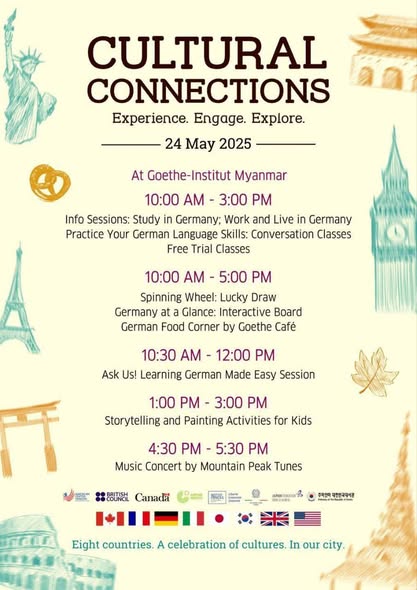 CULTURAL
CONNECTIONS
Experience. Engage. Explore.
24 May 2025
At Goethe-Institut Myanmar
10:00 AM - 3:00 PM
Info Sessions: Study in Germany; Work and Live in Germany
Practice Your German Language Skills: Conversation Classes
Free Trial Classes
10:00 AM - 5:00 PM
Spinning Wheel: Lucky Draw
Germany at a Glance: Interactive Board
German Food Corner by Goethe Café
10:30 AM - 12:00 PM
Ask Us! Learning German Made Easy Session
1:00 PM - 3:00 PM
Storytelling and Painting Activities for Kids
4:30 PM - 5:30 PM
Music Concert by Mountain Peak Tunes
BRITISH COUNCIL Canada
Eight countries. A celebration of cultures. In our city.